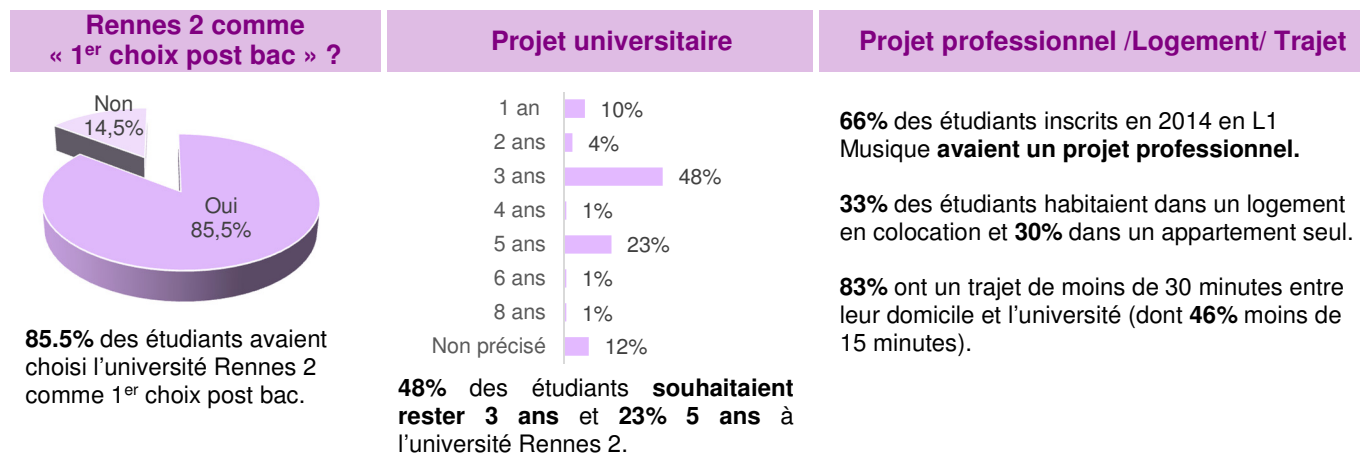 Rennes 2 comme
« 1er choix post bac » ?
Non
14,5%
Oui
85,5%
85.5% des étudiants avaient
choisi l'université Rennes 2
comme 1er choix post bac.
Projet universitaire
1 an 10%
2 ans 4%
3 ans 48%
4 ans 1%
5 ans 23%
6 ans 1%
8 ans 1%
Non précisé 12%
48% des étudiants souhaitaient
rester 3 ans et 23% 5 ans à
l'université Rennes 2.
Projet professionnel /Logement/ Trajet
66% des étudiants inscrits en 2014 en L1
Musique avaient un projet professionnel.
33% des étudiants habitaient dans un logement
en colocation et 30% dans un appartement seul.
83% ont un trajet de moins de 30 minutes entre
leur domicile et l'université (dont 46% moins de
15 minutes).